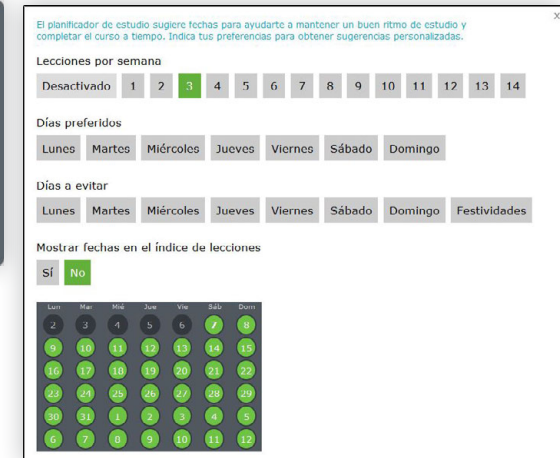 X
El planificador de estudio sugiere fechas para ayudarte a mantener un buen ritmo de estudio y
completar el curso a tiempo. Indica tus preferencias para obtener sugerencias personalizadas.
Lecciones por semana
Desactivado 1 2 3 4 5 6 7 8 9 10 11 12 13 14
Días preferidos
Lunes Martes Miércoles Jueves Viernes Sábado Domingo
Días a evitar
Lunes Martes Miércoles Jueves Viernes Sábado Domingo Festividades
Mostrar fechas en el índice de lecciones
Sí No
Lun Mar Mié Jue Vie Sáb Dom
2 3 4 5 6 7 8
9 10 11 12 13 14 15
16 17 18 19 20 21 22
23 24 25 26 27 28 29
30 31 1 2 3 4 5
6 7 8 9 10 11 12